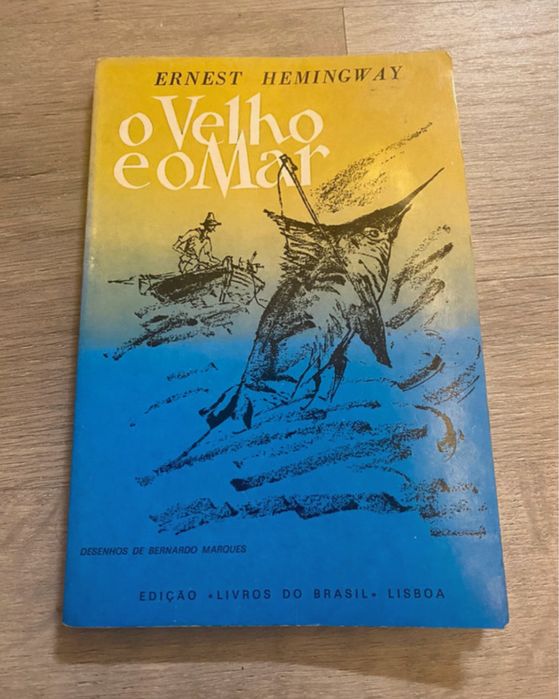 ERNEST HEMINGWAY
o Velho
e o Mar
DESENHOS DE BERNARDO MARQUES
EDIÇÃO «LIVROS DO BRASIL» LISBOA